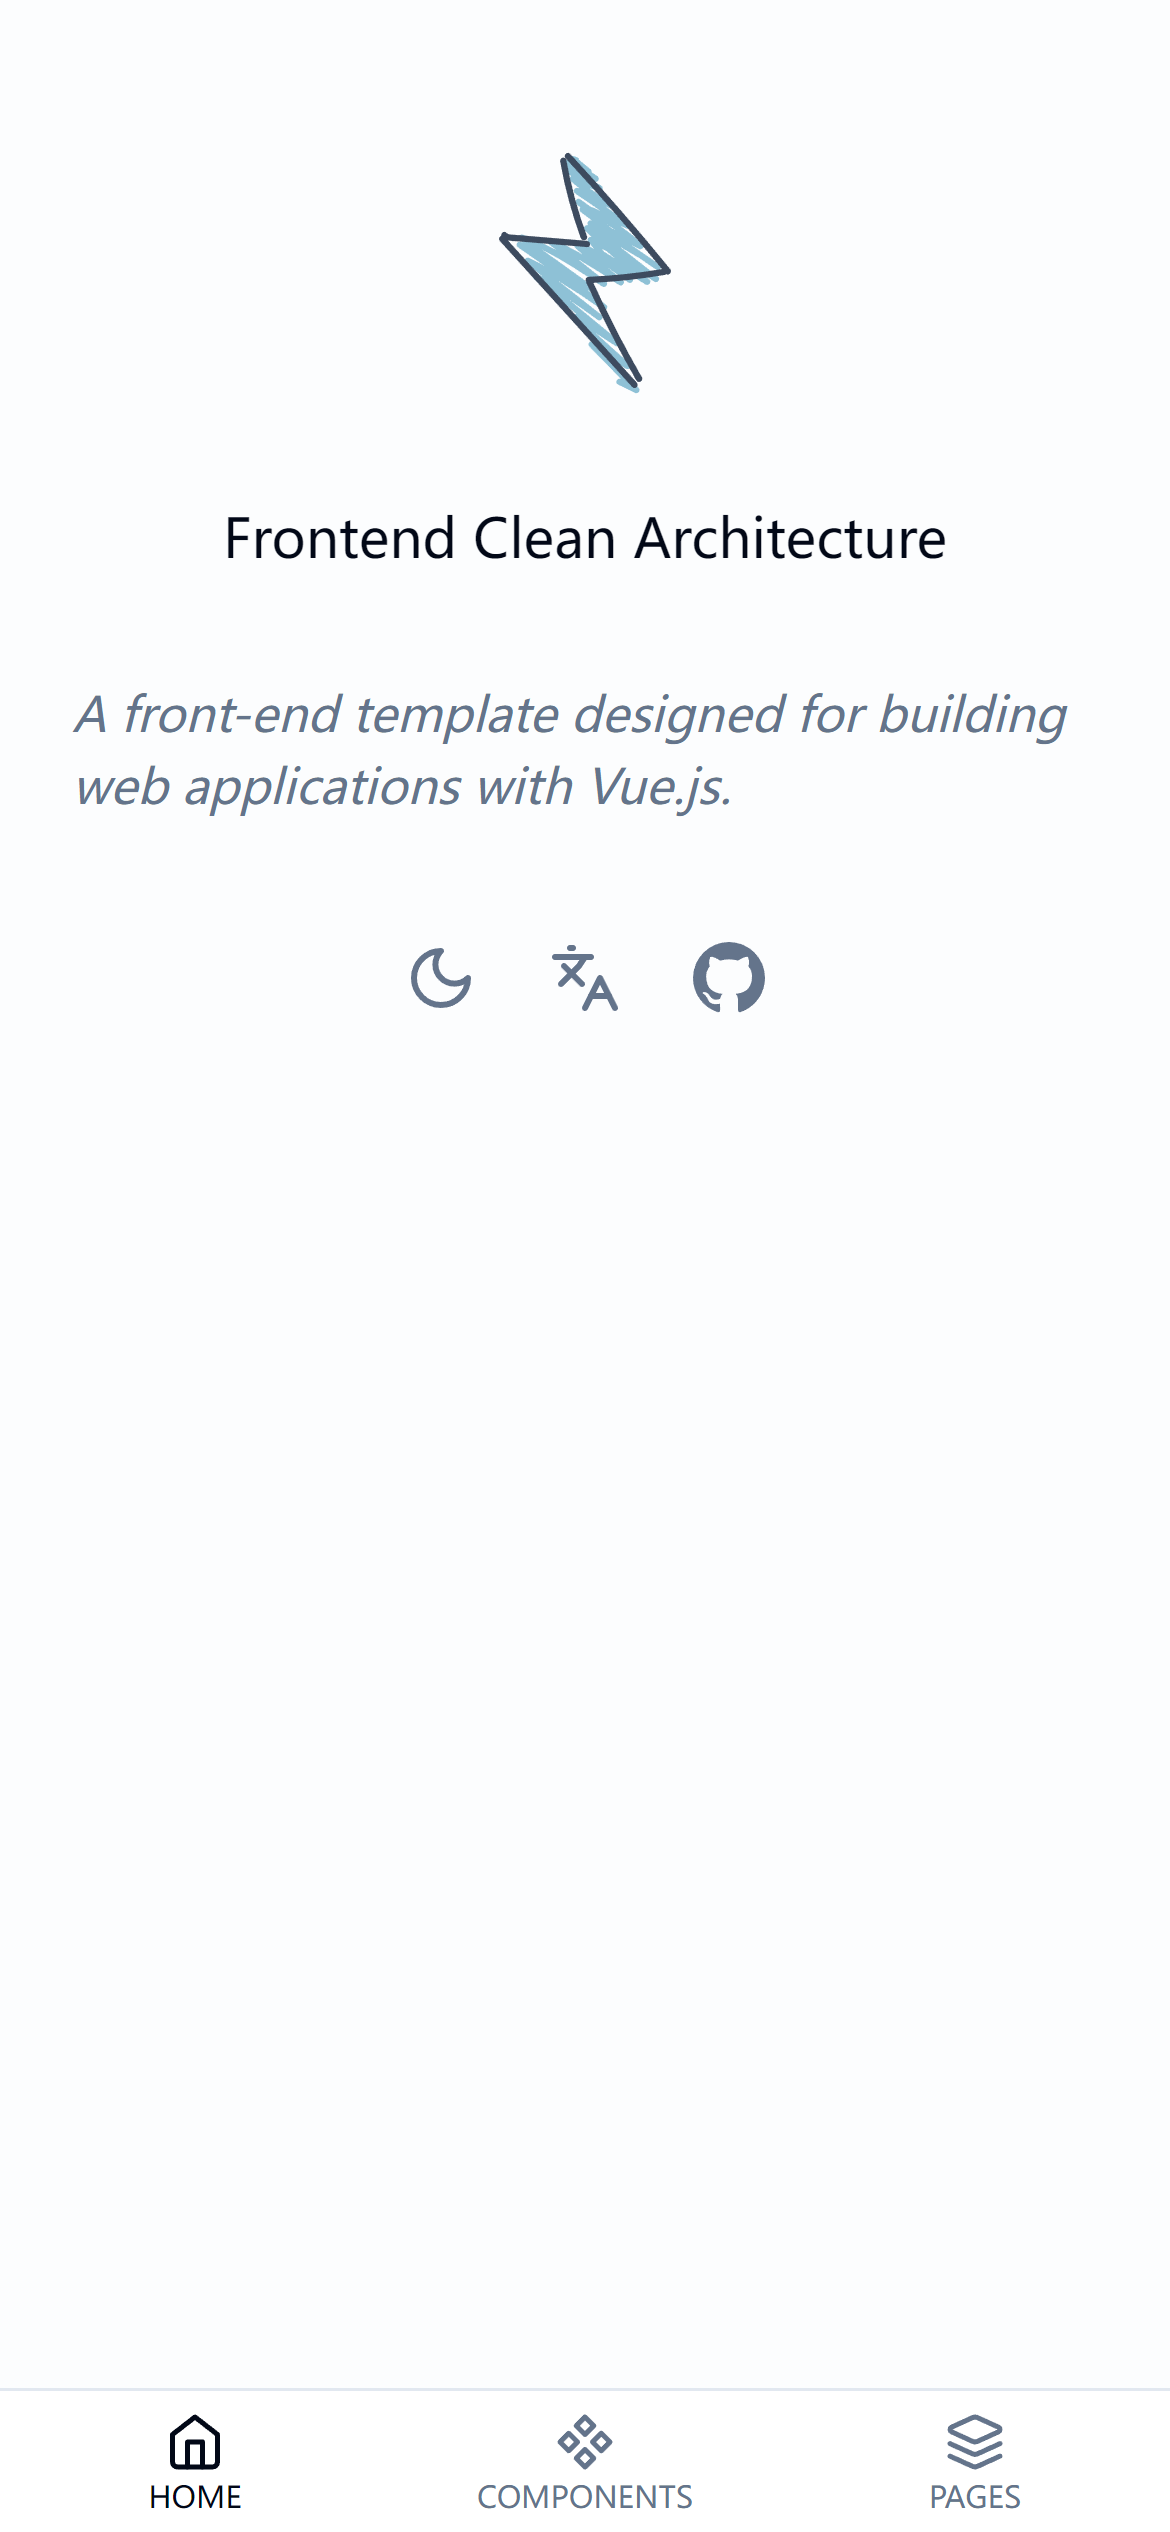 Frontend Clean Architecture
A front-end template designed for building
web applications with Vue.js.
HOME
COMPONENTS
PAGES